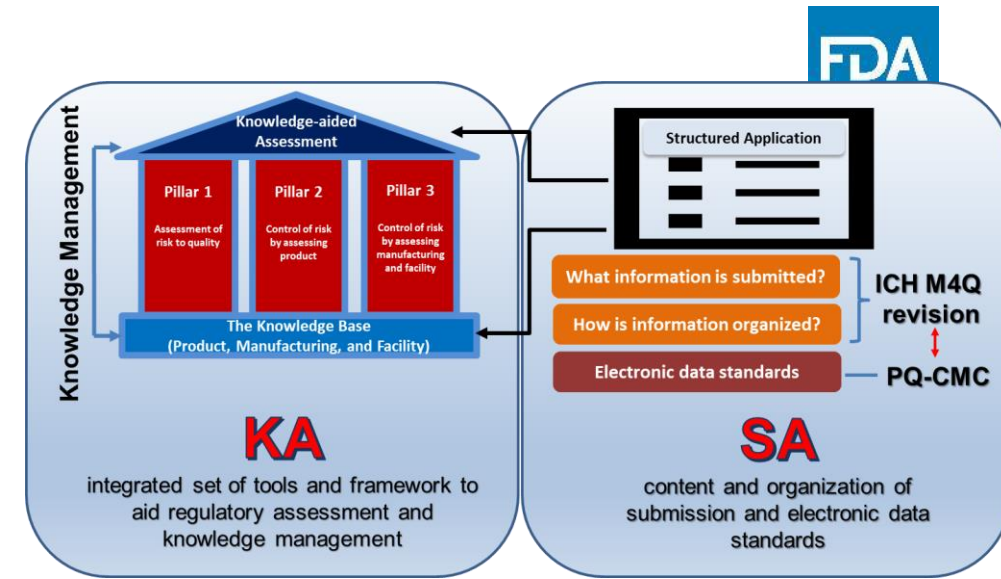 FDA
Knowledge Management
Knowledge-aided
Assessment
Pillar 1
Assessment of
risk to quality
Pillar 2
Control of risk
by assessing
product
Pillar 3
Control of risk
by assessing
manufacturing
and facility
The Knowledge Base
(Product, Manufacturing, and Facility)
KA
integrated set of tools and framework to
aid regulatory assessment and
knowledge management
Structured Application
What information is submitted?
How is information organized?
Electronic data standards
ICH M4Q
revision
PQ-CMC
SA
content and organization of
submission and electronic data
standards